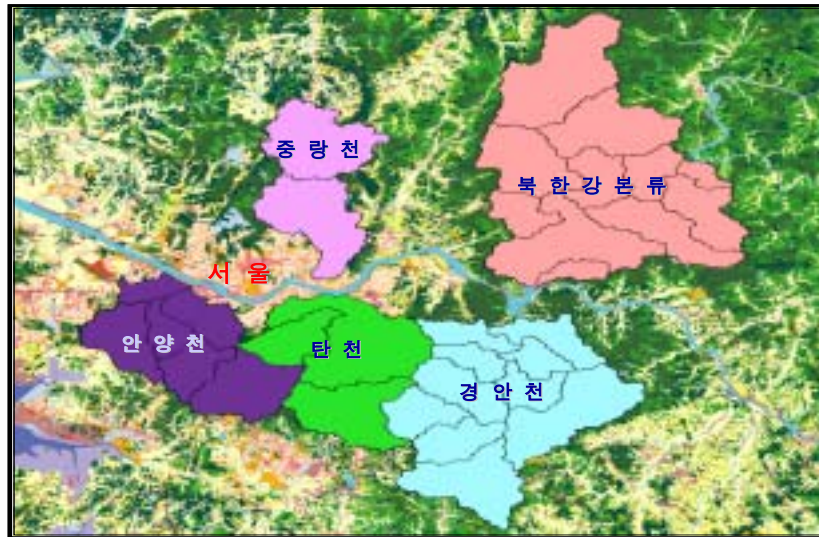 중 랑 천
북 한 강 본 류
서 울
안 양 천
탄 천
경 안 천